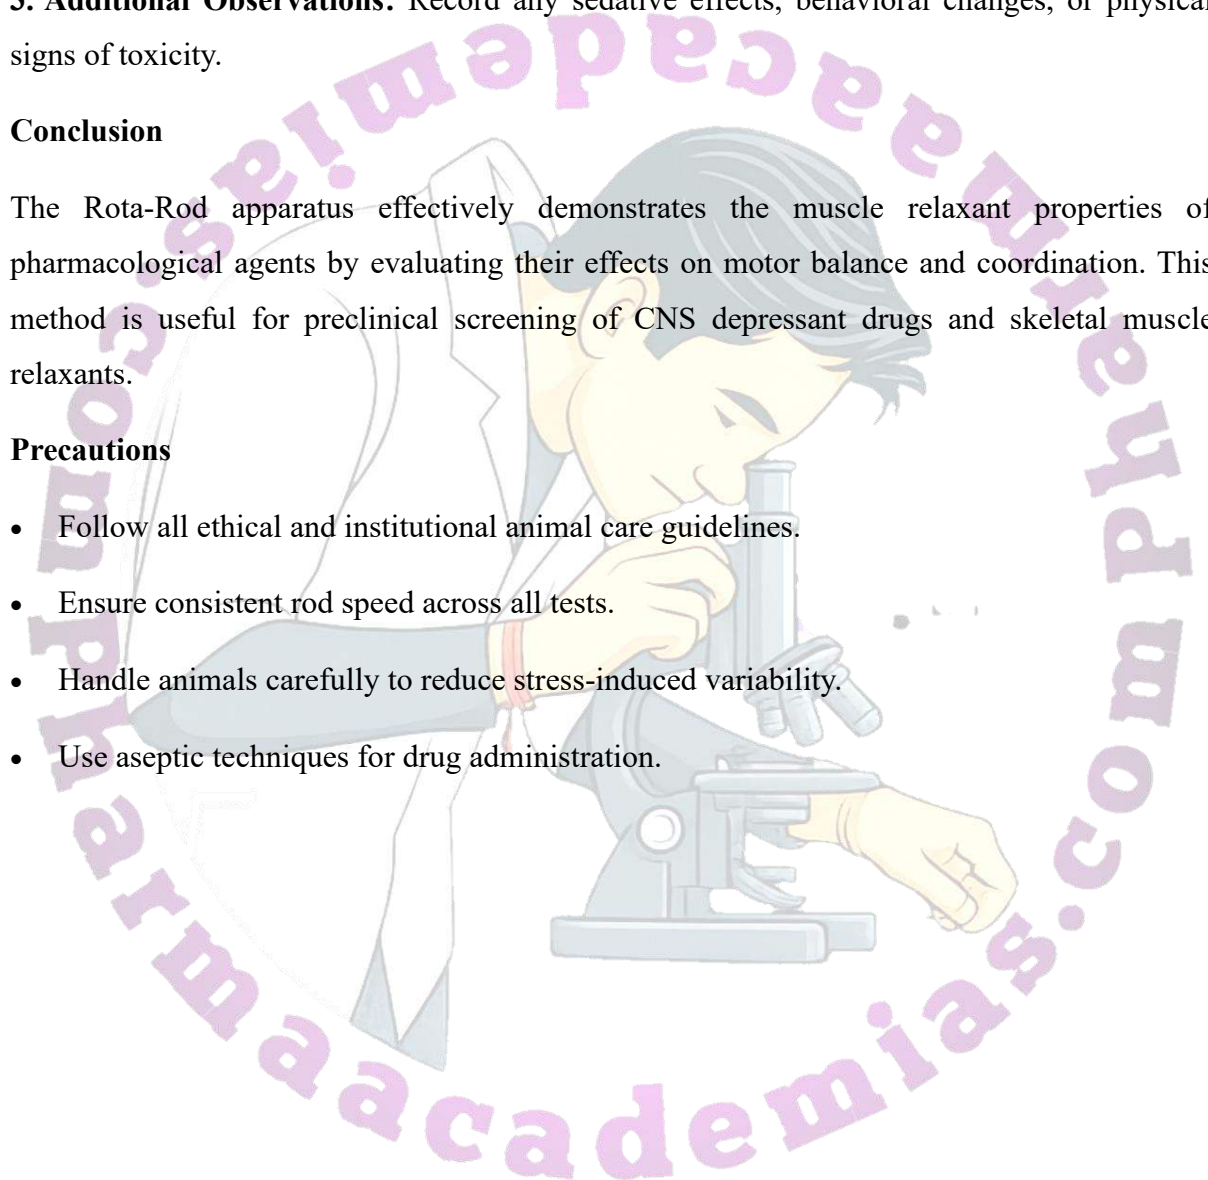 3. Additional Observations: Record any sedative effects, behavioral changes, or physical
signs of toxicity.
Conclusion
The Rota-Rod apparatus effectively demonstrates the muscle relaxant properties of
pharmacological agents by evaluating their effects on motor balance and coordination. This
method is useful for preclinical screening of CNS depressant drugs and skeletal muscle
relaxants.
Precautions
• Follow all ethical and institutional animal care guidelines.
• Ensure consistent rod speed across all tests.
• Handle animals carefully to reduce stress-induced variability.
• Use aseptic techniques for drug administration.
pharmaacademias.com
pharmaacademias.com